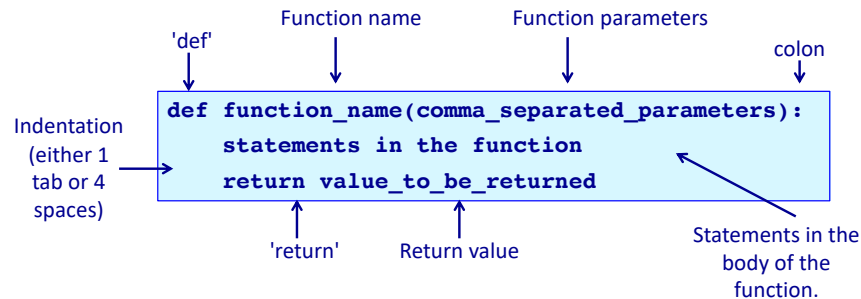 Function name
Function parameters
'def'
colon
def function_name(comma_separated_parameters):
statements in the function
return value_to_be_returned
Indentation
(either 1
tab or 4
spaces)
'return'
Return value
Statements in the
body of the
function.